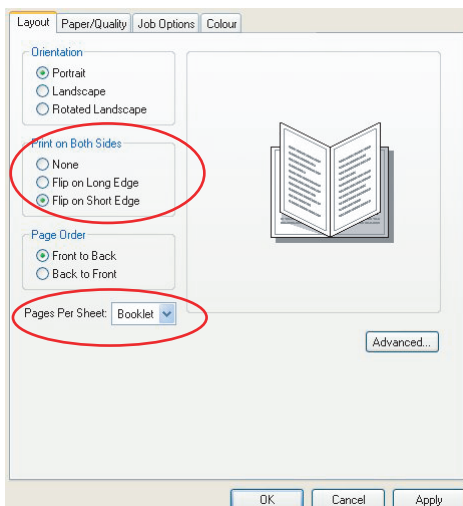 Layout Paper/Quality Job Options Colour
Orientation
Portrait
Landscape
Rotated Landscape
Print on Both Sides
None
Flip on Long Edge
Flip on Short Edge
Page Order
Front to Back
Back to Front
Pages Per Sheet: Booklet
Advanced...
OK Cancel Apply